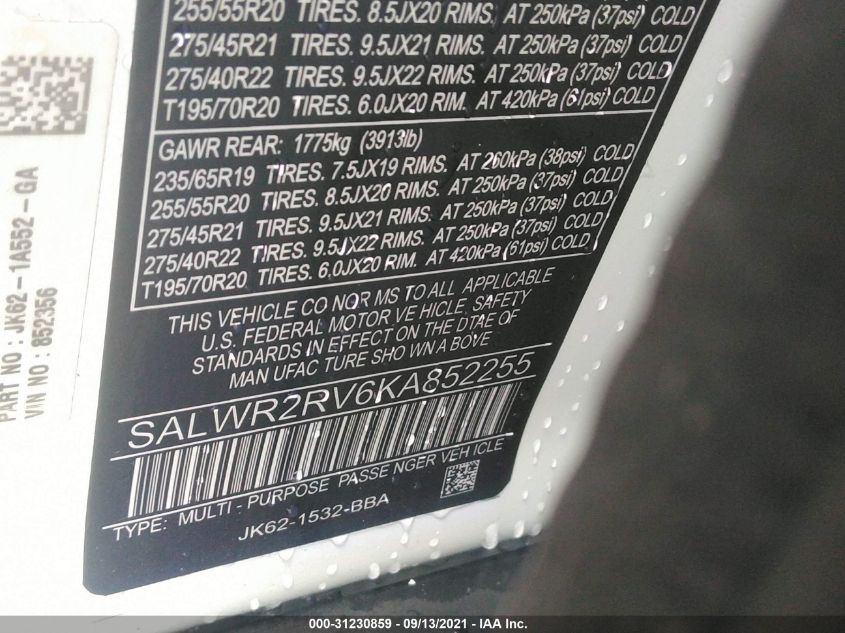 255/55R20 TIRES. 8.5JX20 RIMS. AT 250kPa (37psi) COLD
275/45R21 TIRES. 9.5JX21 RIMS. AT 250kPa (37psi) COLD
275/40R22 TIRES. 9.5JX22 RIMS. AT 250kPa (37psi) COLD
T195/70R20 TIRES. 6.0JX20 RIM. AT 420kPa (61psi) COLD
GAWR REAR: 1775kg (3913lb)
235/65R19 TIRES. 7.5JX19 RIMS. AT 260kPa (38psi) COLD
255/55R20 TIRES. 8.5JX20 RIMS. AT 250kPa (37psi) COLD
275/45R21 TIRES. 9.5JX21 RIMS. AT 250kPa (37psi) COLD
275/40R22 TIRES. 9.5JX22 RIMS. AT 250kPa (37psi) COLD
T195/70R20 TIRES. 6.0JX20 RIM. AT 420kPa (61psi) COLD
THIS VEHICLE CO NFOR MS TO ALL APPLICABLE
U.S. FEDERAL MOTOR VEHICLE SAFETY
STANDARDS IN EFFECT ON THE DTAE OF
MAN UFAC TURE SHO WN A BOVE
SALWR2RV6KA852255
TYPE: MULTI - PURPOSE PASSE NGER VEH ICLE
JK62-1532-BBA
PART NO : JK62 - 1A552 - GA
VIN NO : 852356
000-31230859 - 09/13/2021 - IAA Inc.